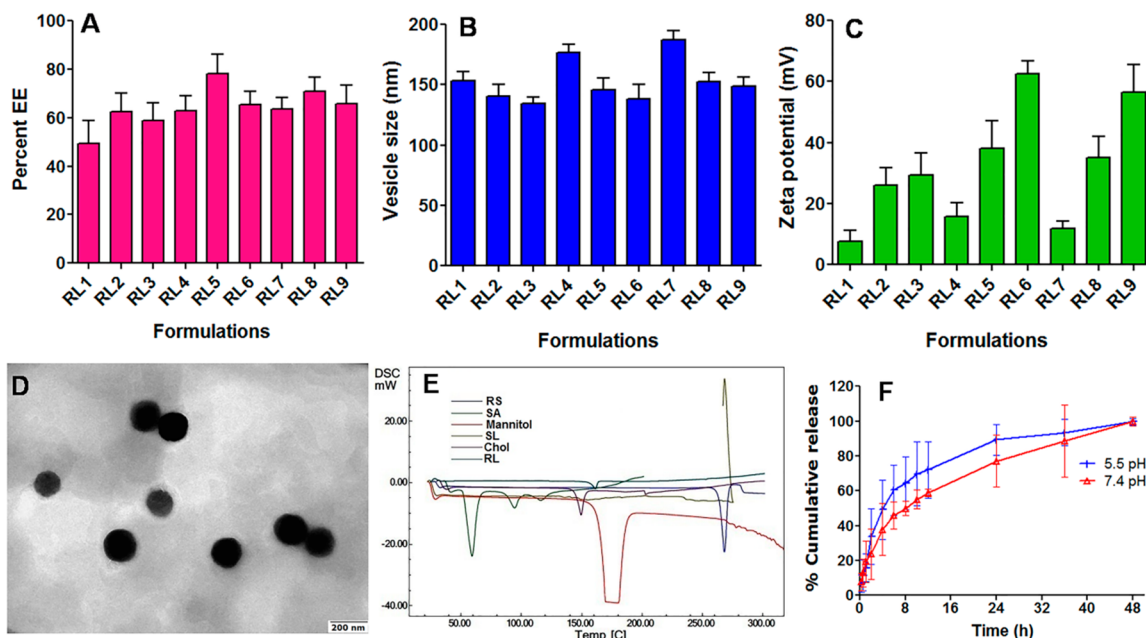 A
Percent EE
100
80
60
40
20
0
RL1 RL2 RL3 RL4 RL5 RL6 RL7 RL8 RL9
Formulations
B
Vesicle size (nm)
200
150
100
50
0
RL1 RL2 RL3 RL4 RL5 RL6 RL7 RL8 RL9
Formulations
C
Zeta potential (mV)
80
60
40
20
0
RL1 RL2 RL3 RL4 RL5 RL6 RL7 RL8 RL9
Formulations
D
200 nm
E
DSC
mW
20.00
0.00
-20.00
-40.00
RS
SA
Mannitol
SL
Chol
RL
50.00 100.00 150.00 200.00 250.00 300.00
Temp [C]
F
% Cumulative release
120
100
80
60
40
20
0
5.5 pH
7.4 pH
0 8 16 24 32 40 48
Time (h)